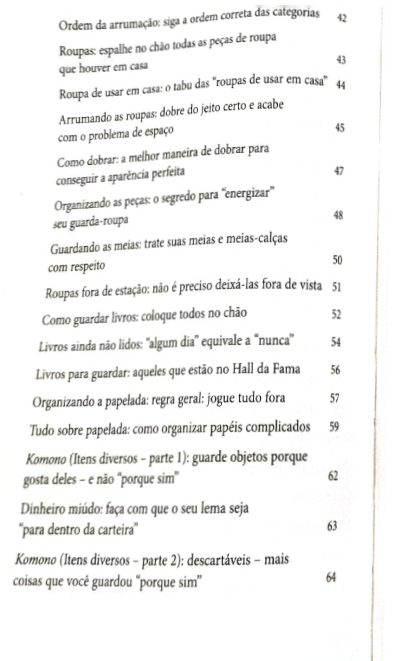 Ordem da arrumação: siga a ordem correta das categorias 42
Roupas: espalhe no chão todas as peças de roupa
que houver em casa 43
Roupa de usar em casa: o tabu das "roupas de usar em casa" 44
Arrumando as roupas: dobre do jeito certo e acabe
com o problema de espaço 45
Como dobrar: a melhor maneira de dobrar para
conseguir a aparência perfeita 47
Organizando as peças: o segredo para "energizar"
seu guarda-roupa 48
Guardando as meias: trate suas meias e meias-calças
com respeito 50
Roupas fora de estação: não é preciso deixá-las fora de vista 51
Como guardar livros: coloque todos no chão 52
Livros ainda não lidos: "algum dia" equivale a "nunca" 54
Livros para guardar: aqueles que estão no Hall da Fama 56
Organizando a papelada: regra geral: jogue tudo fora 57
Tudo sobre papelada: como organizar papéis complicados 59
Komono (Itens diversos – parte 1): guarde objetos porque
gosta deles – e não "porque sim" 62
Dinheiro miúdo: faça com que o seu lema seja
"para dentro da carteira" 63
Komono (Itens diversos – parte 2): descartáveis – mais
coisas que você guardou "porque sim" 64